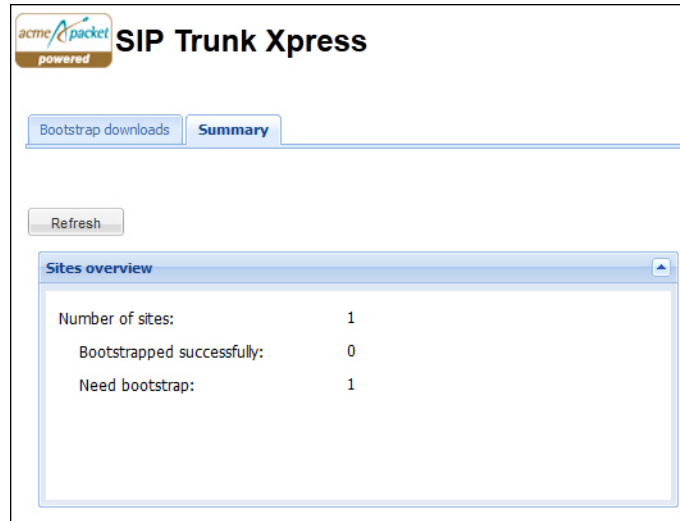 acme packet
powered
SIP Trunk Xpress
Bootstrap downloads Summary
Refresh
Sites overview
Number of sites: 1
Bootstrapped successfully: 0
Need bootstrap: 1